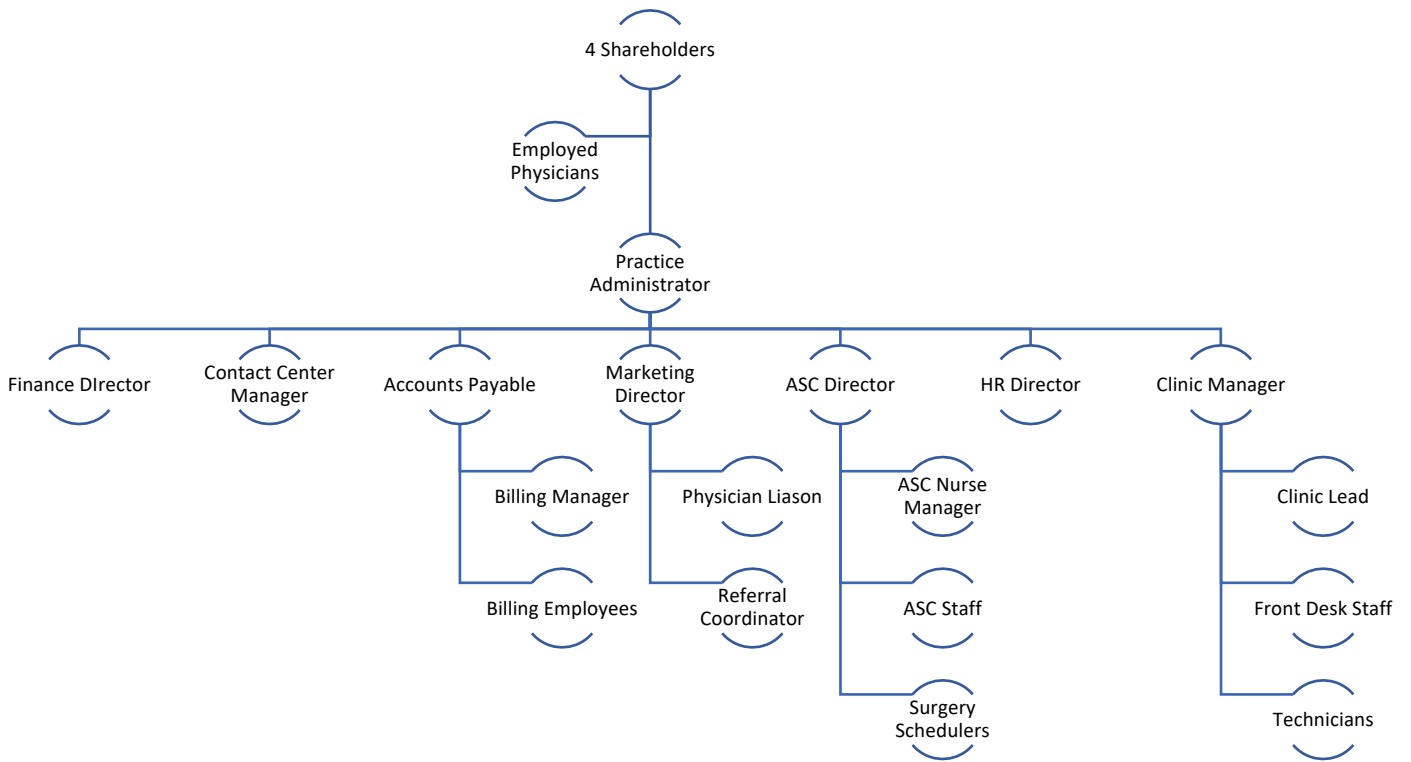 4 Shareholders
Employed
Physicians
Practice
Administrator
Finance DIrector
Contact Center
Manager
Accounts Payable
Marketing
Director
ASC Director
HR Director
Clinic Manager
Billing Manager
Physician Liason
ASC Nurse
Manager
Clinic Lead
Billing Employees
Referral
Coordinator
ASC Staff
Front Desk Staff
Surgery
Schedulers
Technicians